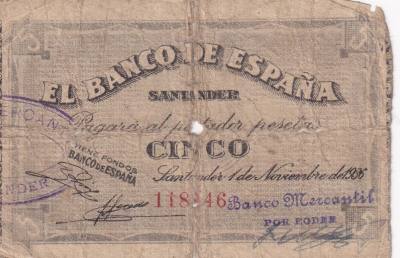 EL BANCO DE ESPAÑA
SANTANDER
Pagará al portador pesetas
CINCO
Santander 1 de Noviembre de 1936
TIENE FONDOS
BANCO DE ESPAÑA
118346
Banco Mercantil
POR PODER